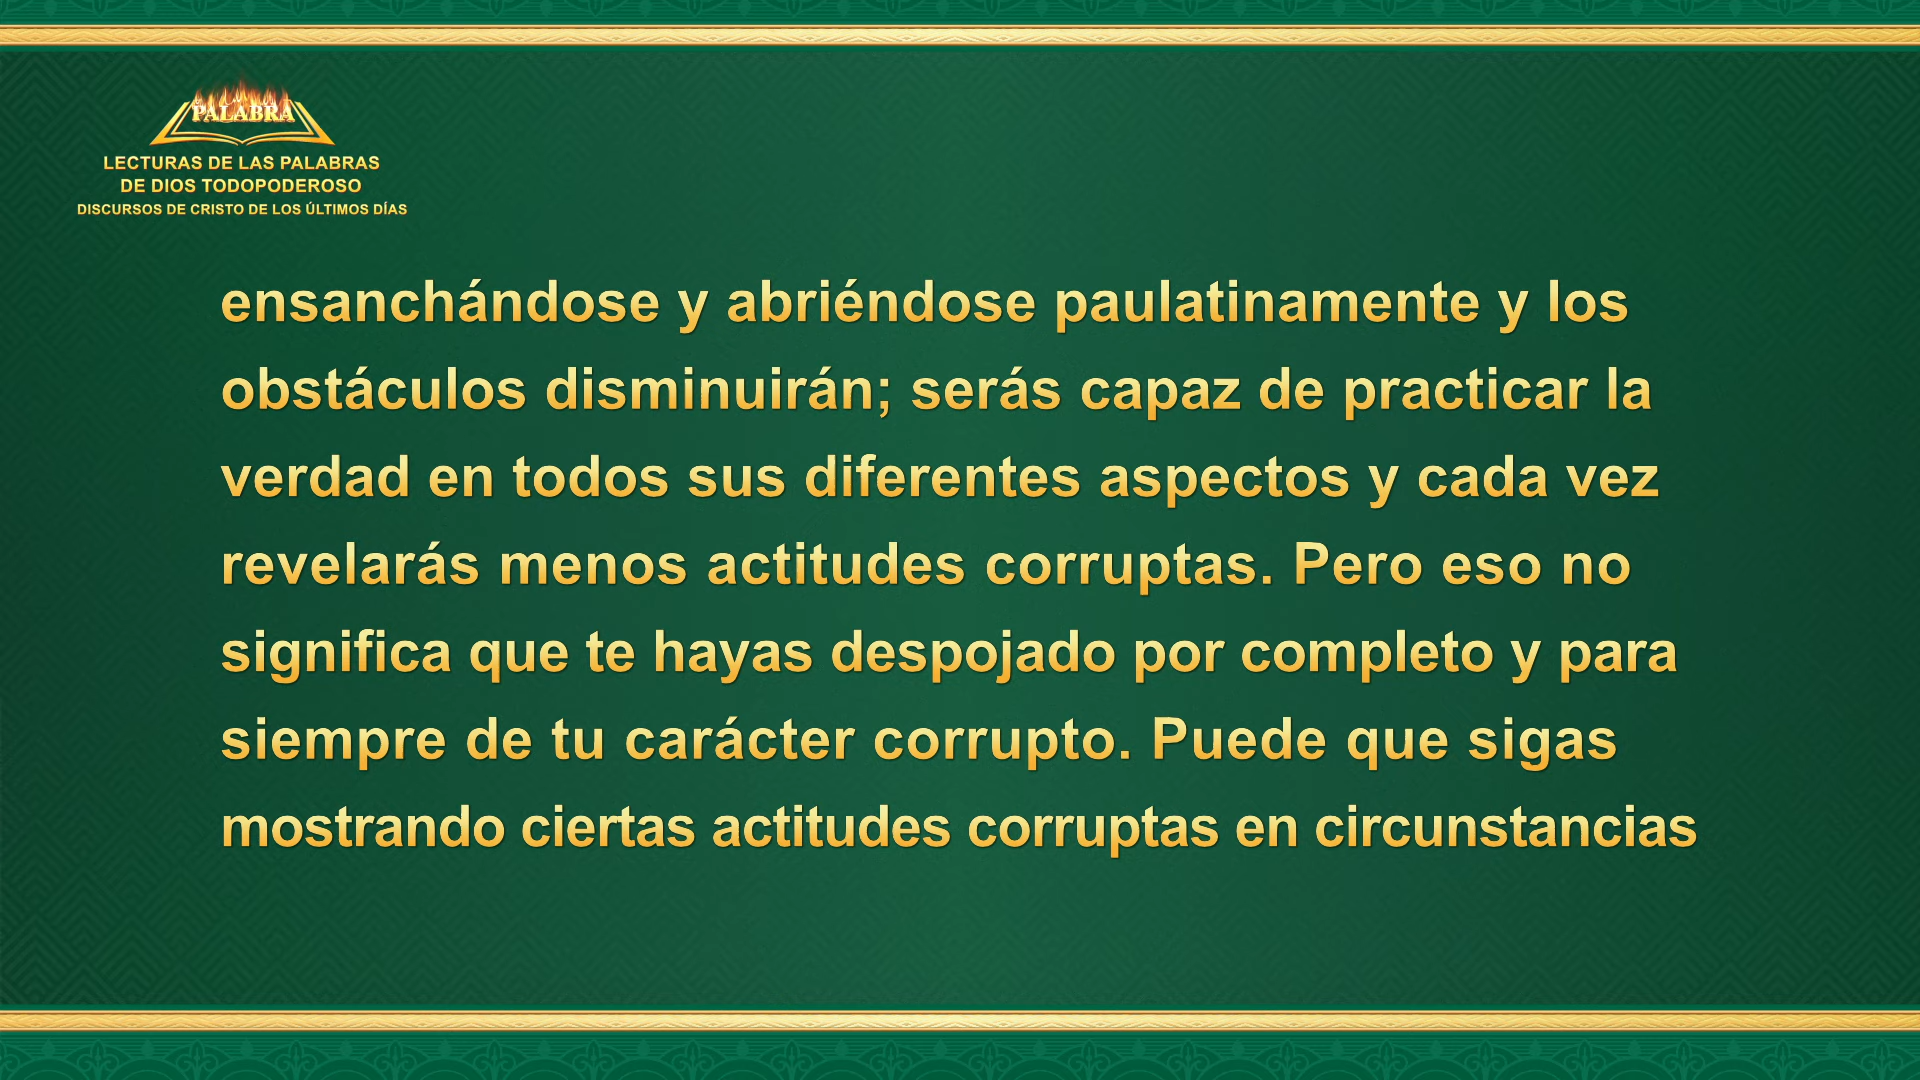 PALABRA
LECTURAS DE LAS PALABRAS
DE DIOS TODOPODEROSO
DISCURSOS DE CRISTO DE LOS ÚLTIMOS DÍAS
ensanchándose y abriéndose paulatinamente y los
obstáculos disminuirán; serás capaz de practicar la
verdad en todos sus diferentes aspectos y cada vez
revelarás menos actitudes corruptas. Pero eso no
significa que te hayas despojado por completo y para
siempre de tu carácter corrupto. Puede que sigas
mostrando ciertas actitudes corruptas en circunstancias